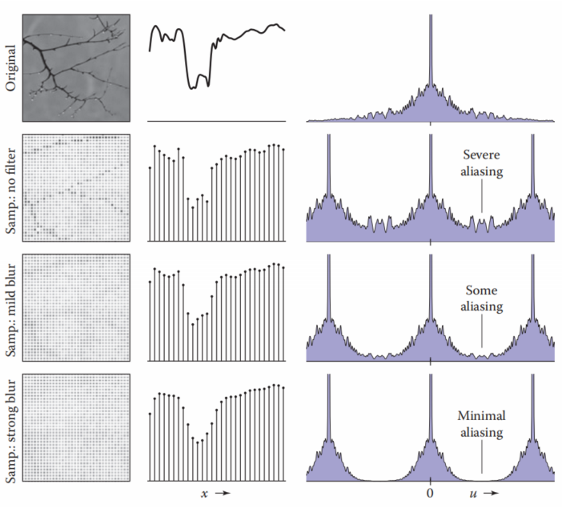 Original
Samp.: no filter
Severe
aliasing
Samp.: mild blur
Some
aliasing
Samp.: strong blur
Minimal
aliasing
x →
0
u →